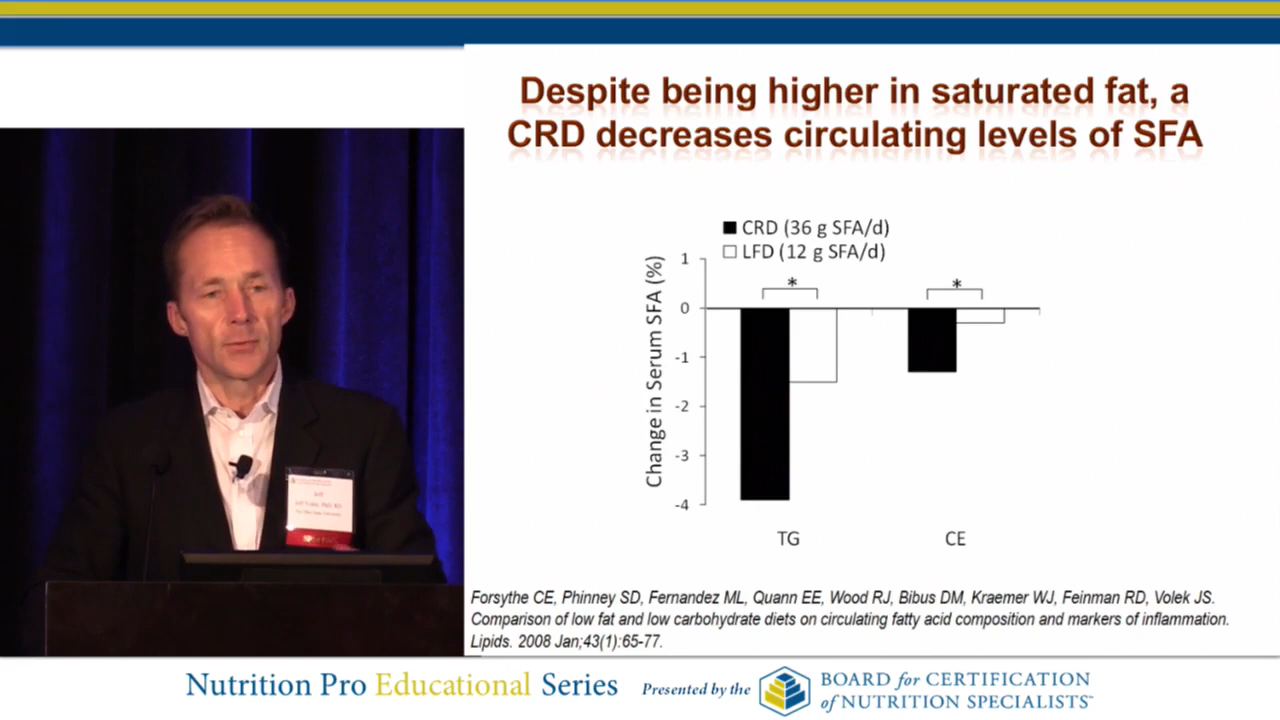 Despite being higher in saturated fat, a
CRD decreases circulating levels of SFA
CRD (36 g SFA/d)
LFD (12 g SFA/d)
Change in Serum SFA (%)
1
0
-1
-2
-3
-4
*
*
TG
CE
Forsythe CE, Phinney SD, Fernandez ML, Quann EE, Wood RJ, Bibus DM, Kraemer WJ, Feinman RD, Volek JS.
Comparison of low fat and low carbohydrate diets on circulating fatty acid composition and markers of inflammation.
Lipids. 2008 Jan;43(1):65-77.
Nutrition Pro Educational Series
Presented by the
BOARD for CERTIFICATION
of NUTRITION SPECIALISTS